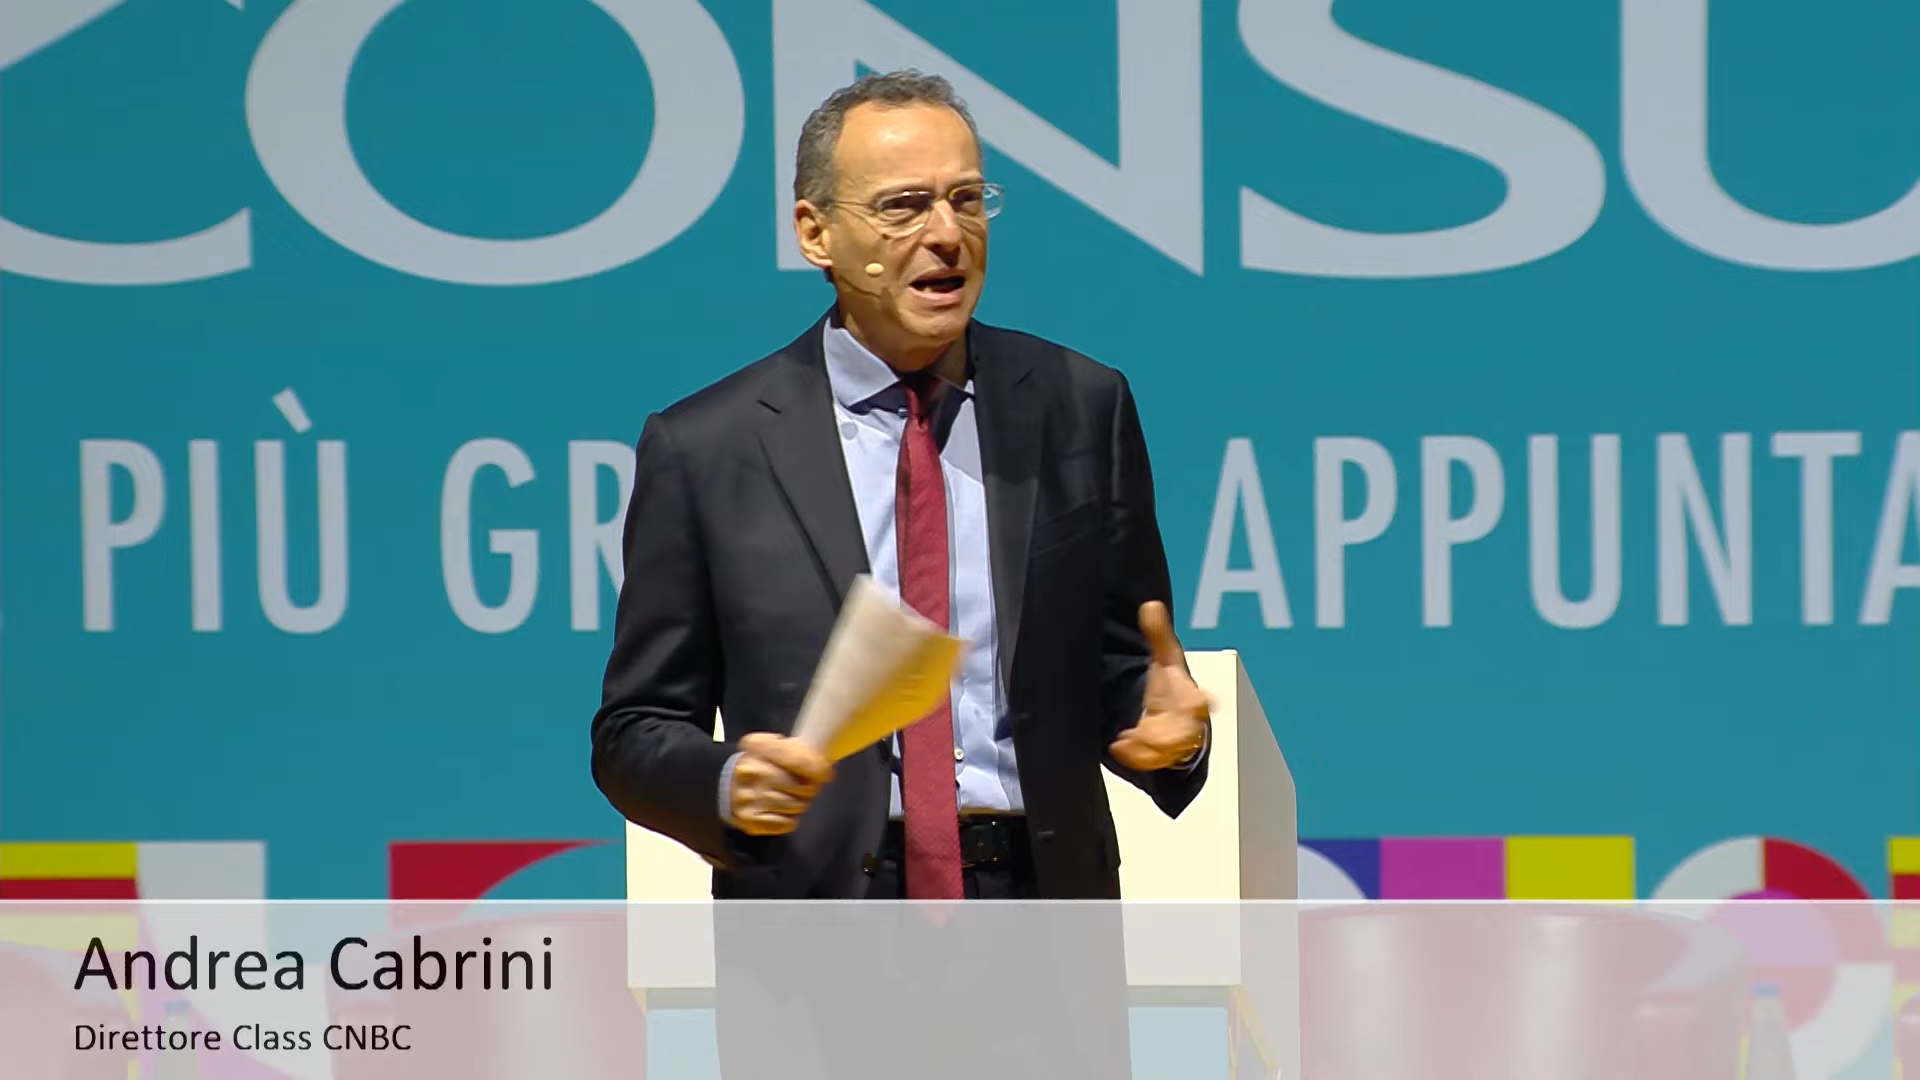 CONSU
PIÙ GR APPUNTA
Andrea Cabrini
Direttore Class CNBC